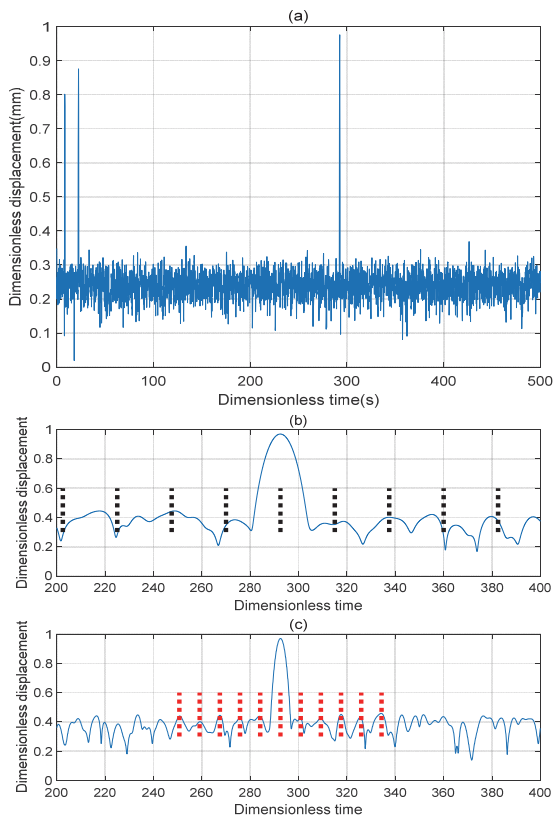 (a)
1
0.9
0.8
0.7
0.6
0.5
0.4
0.3
0.2
0.1
0
Dimensionless displacement(mm)
0 100 200 300 400 500
Dimensionless time(s)
(b)
1
0.8
0.6
0.4
0.2
0
Dimensionless displacement
200 220 240 260 280 300 320 340 360 380 400
Dimensionless time
(c)
1
0.8
0.6
0.4
0.2
0
Dimensionless displacement
200 220 240 260 280 300 320 340 360 380 400
Dimensionless time